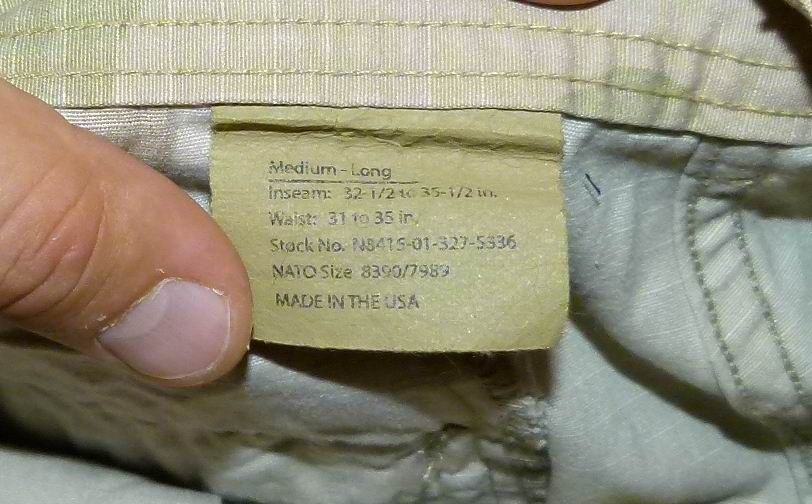 Medium - Long
Inseam: 32-1/2 to 35-1/2 in.
Waist: 31 to 35 in.
Stock No. N8415-01-327-5336
NATO Size 8390/7989
MADE IN THE USA